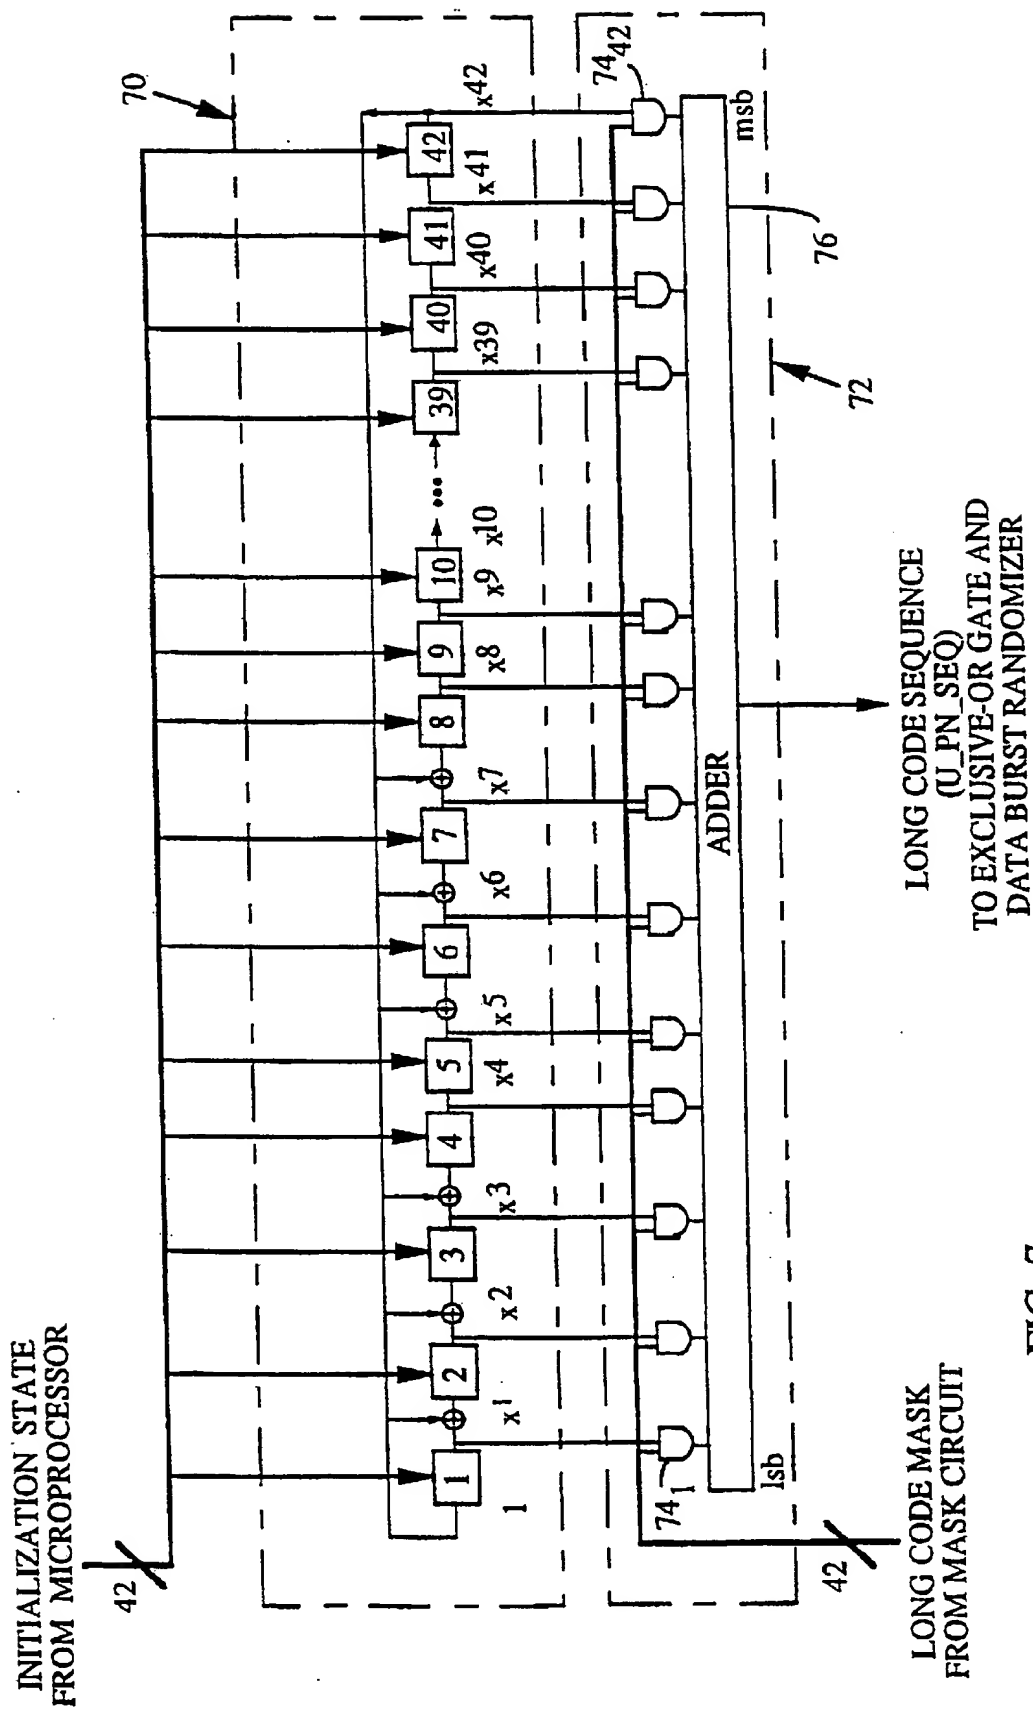 INITIALIZATION STATE
FROM MICROPROCESSOR
42
70
1
1 2 3 4 5 6 7 8 9 10 ... 39 40 41 42
x1 x2 x3 x4 x5 x6 x7 x8 x9 x10 x39 x40 x41 x42
74 1
74 42
lsb
ADDER
msb
76
72
42
LONG CODE MASK
FROM MASK CIRCUIT
LONG CODE SEQUENCE
(U_PN_SEQ)
TO EXCLUSIVE-OR GATE AND
DATA BURST RANDOMIZER